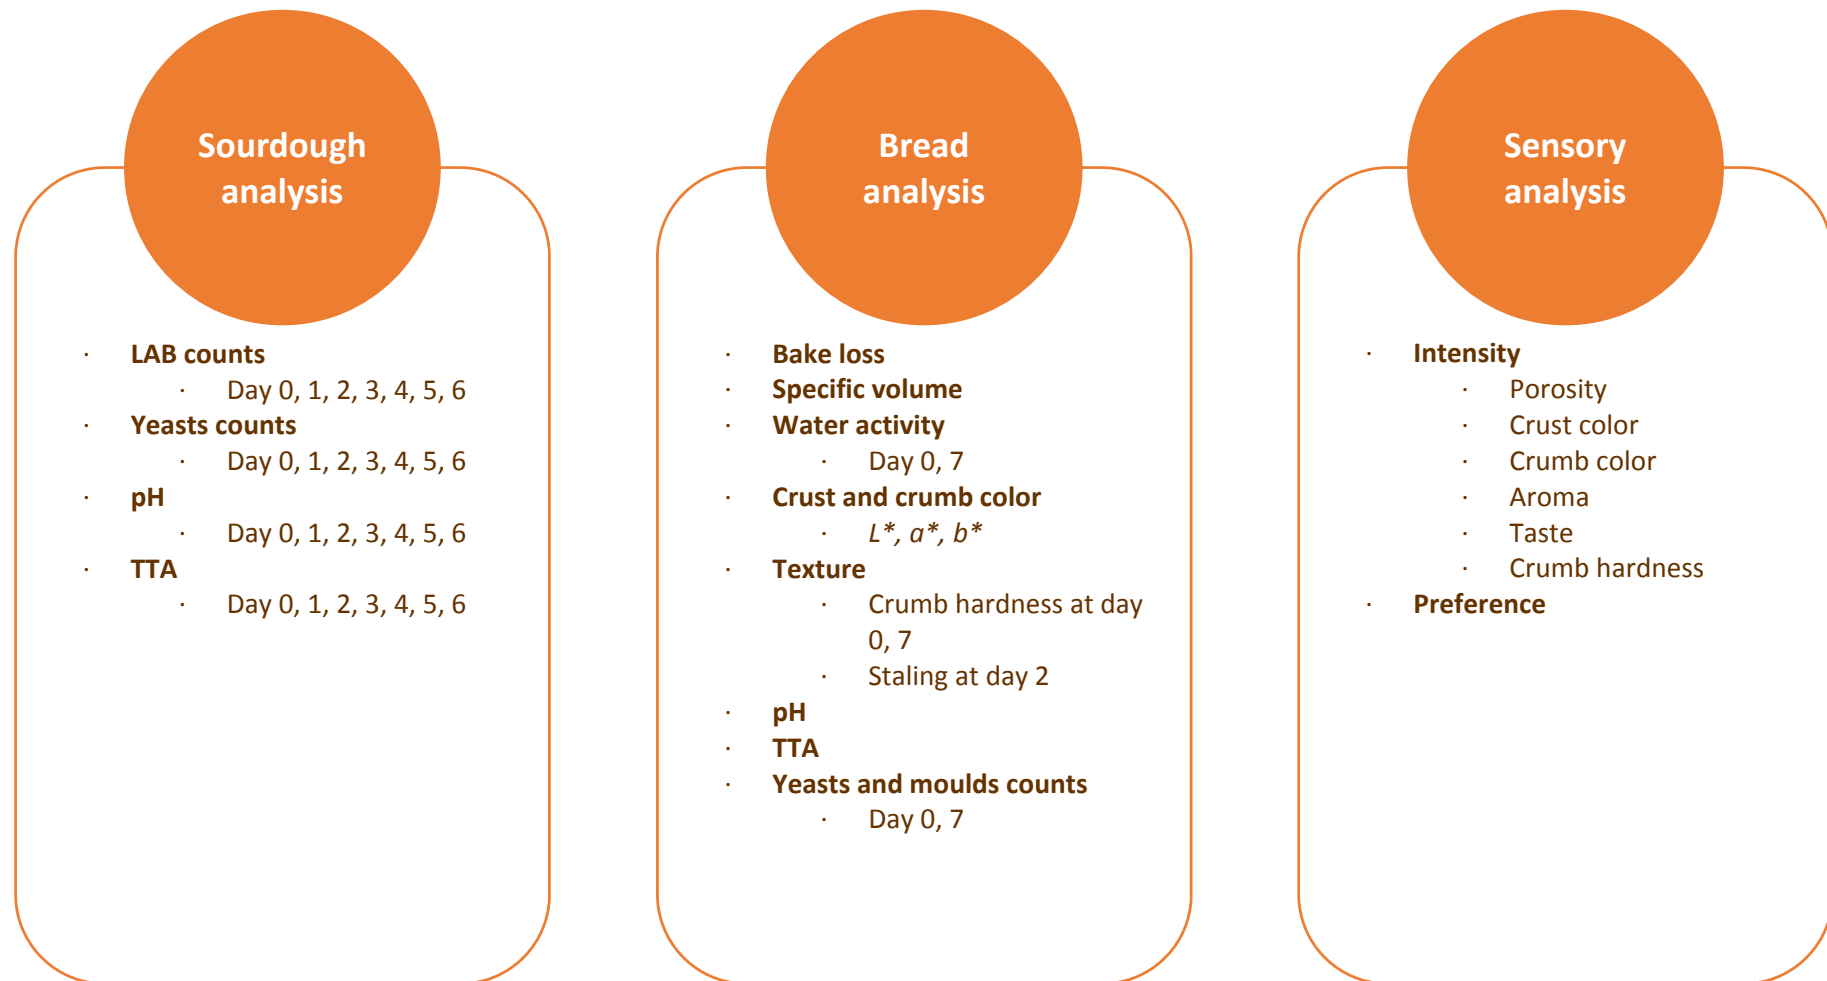 Sourdough
analysis
· LAB counts
· Day 0, 1, 2, 3, 4, 5, 6
· Yeasts counts
· Day 0, 1, 2, 3, 4, 5, 6
· pH
· Day 0, 1, 2, 3, 4, 5, 6
· TTA
· Day 0, 1, 2, 3, 4, 5, 6
Bread
analysis
· Bake loss
· Specific volume
· Water activity
· Day 0, 7
· Crust and crumb color
· L*, a*, b*
· Texture
· Crumb hardness at day
0, 7
· Staling at day 2
· pH
· TTA
· Yeasts and moulds counts
· Day 0, 7
Sensory
analysis
· Intensity
· Porosity
· Crust color
· Crumb color
· Aroma
· Taste
· Crumb hardness
· Preference